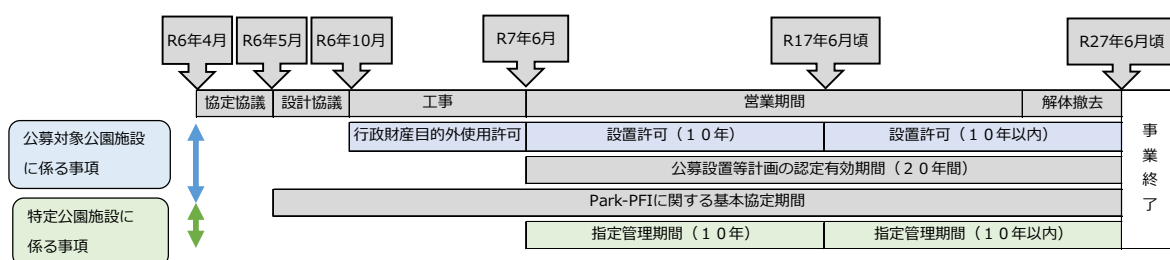 R6年4月
R6年5月
R6年10月
R7年6月
R17年6月頃
R27年6月頃
協定協議
設計協議
工事
営業期間
解体撤去
公募対象公園施設
に係る事項
行政財産目的外使用許可
設置許可（１０年）
設置許可（１０年以内）
公募設置等計画の認定有効期間（２０年間）
Park-PFIに関する基本協定期間
特定公園施設に
係る事項
指定管理期間（１０年）
指定管理期間（１０年以内）
事業終了